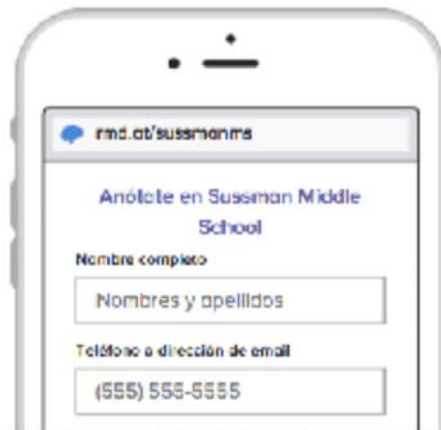 rmd.at/sussmanms
Anótate en Sussman Middle
School
Nombre completo
Nombres y apellidos
Teléfono o dirección de email
(555) 555-5555